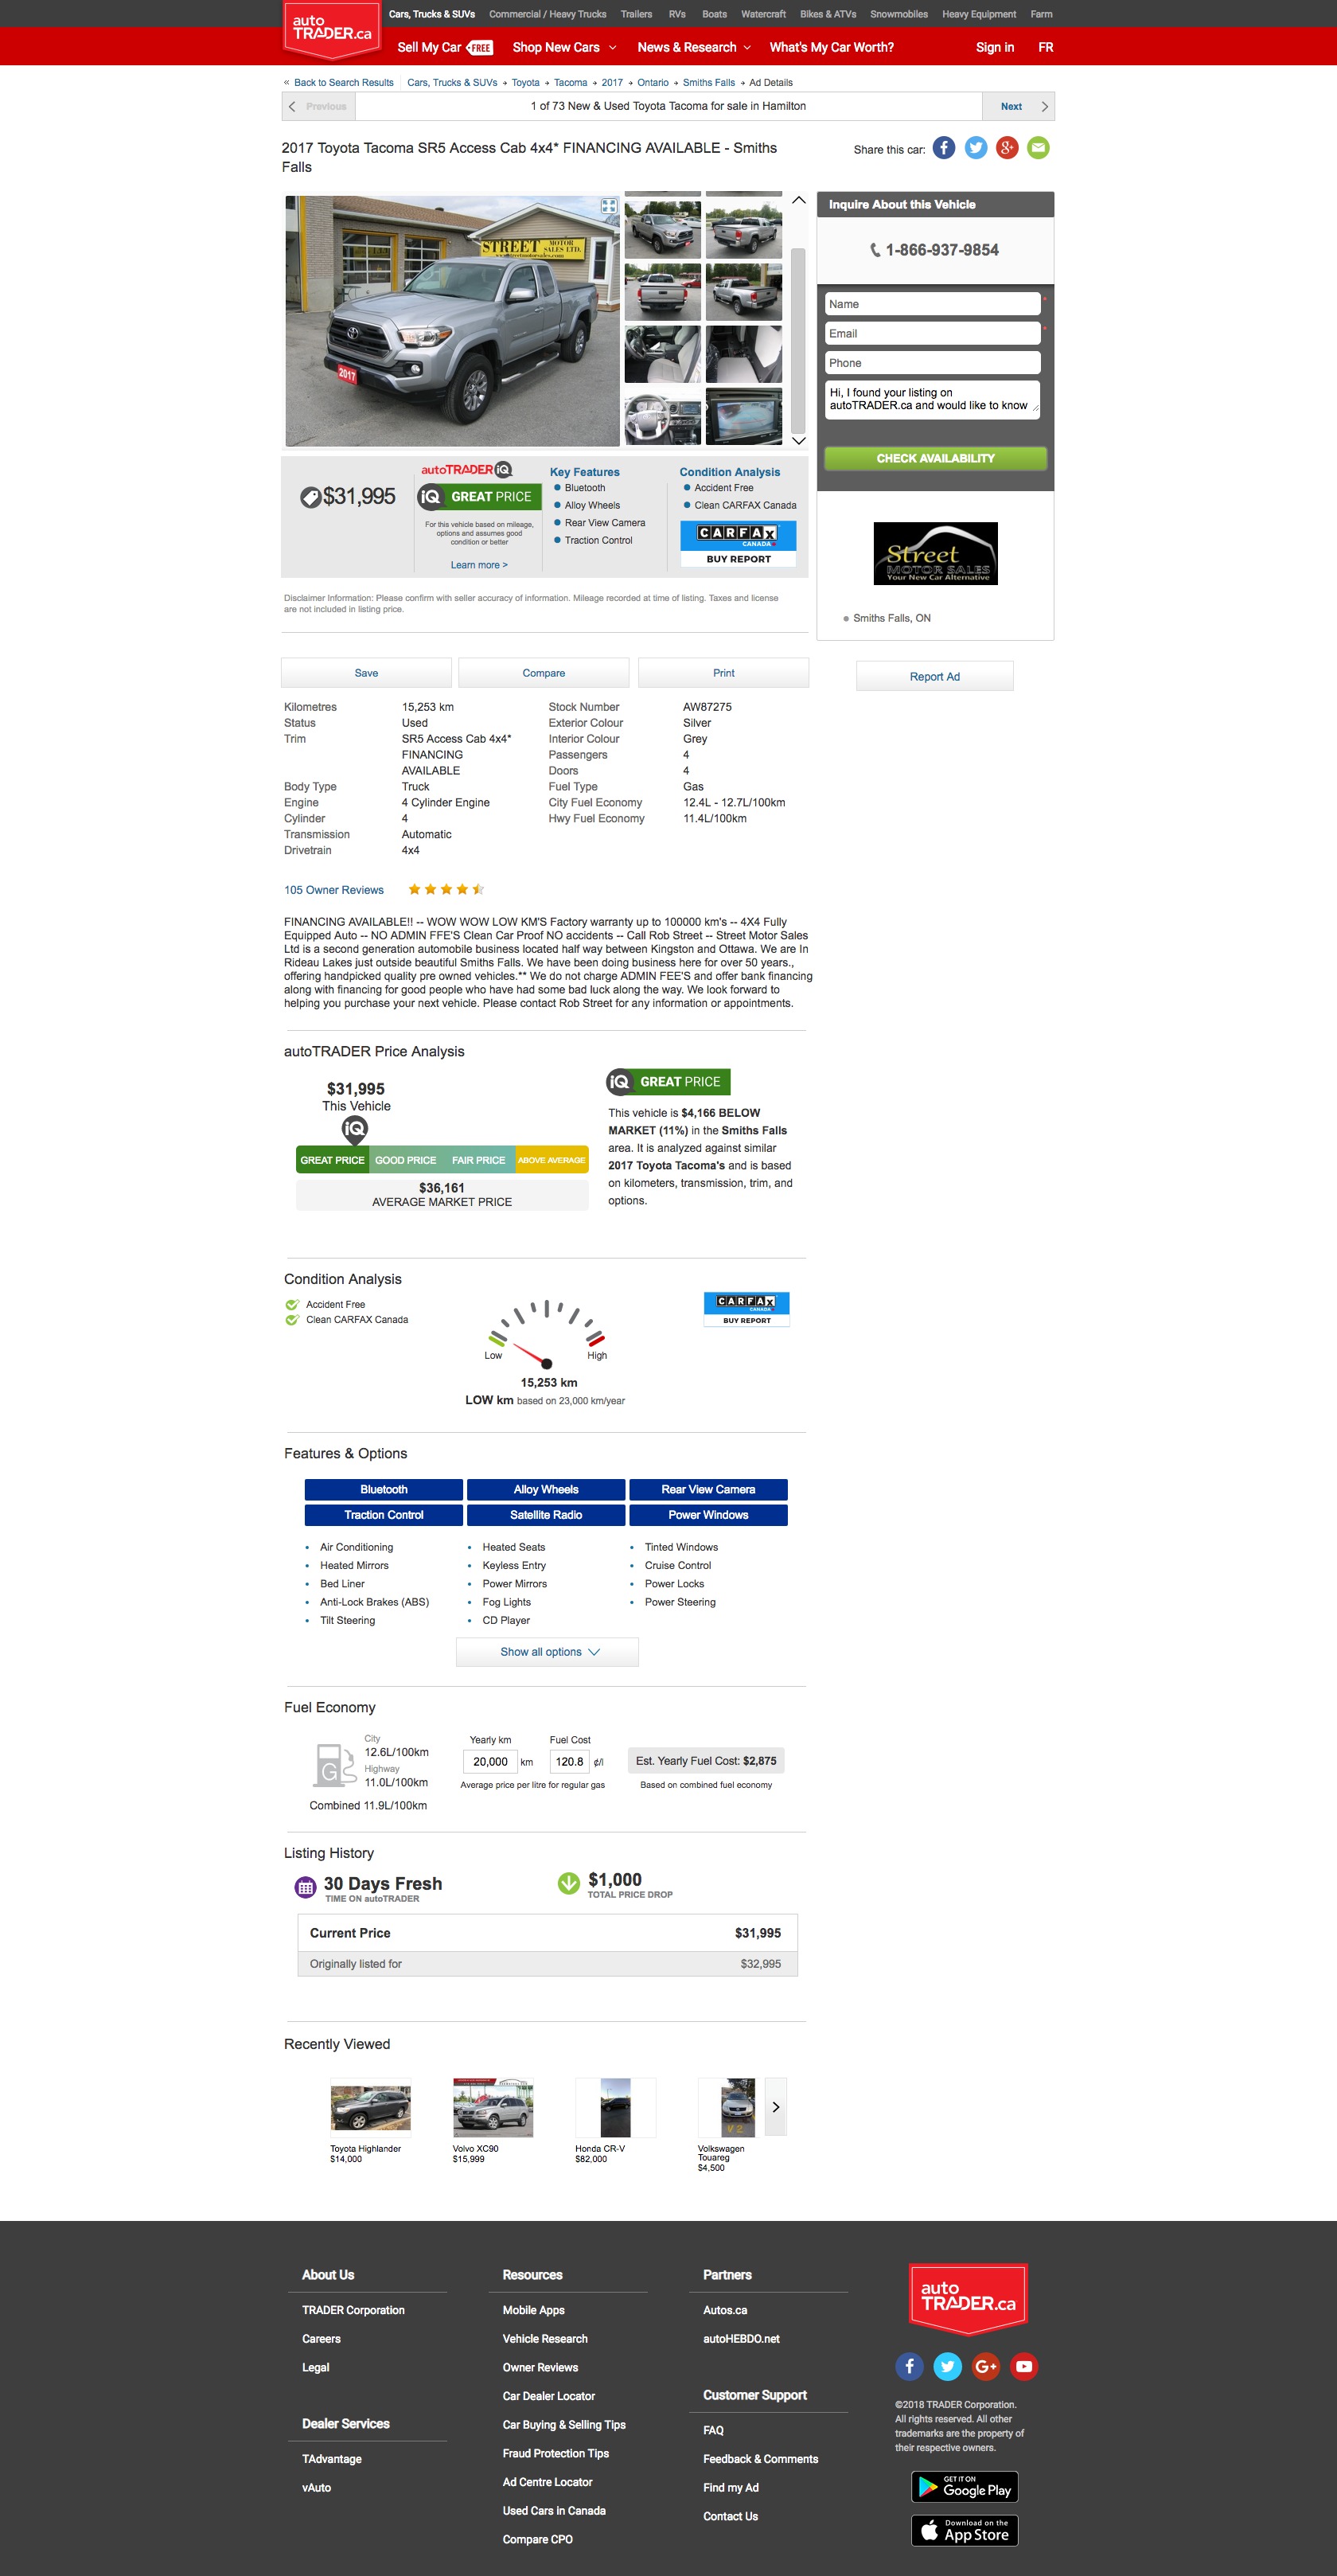 Cars, Trucks & SUVs Commercial / Heavy Trucks Trailers RVs Boats Watercraft Bikes & ATVs Snowmobiles Heavy Equipment Farm
auto
TRADER.ca
Sell My Car FREE Shop New Cars News & Research What's My Car Worth? Sign in FR
« Back to Search Results Cars, Trucks & SUVs Toyota Tacoma 2017 Ontario Smiths Falls Ad Details
Previous 1 of 73 New & Used Toyota Tacoma for sale in Hamilton Next
2017 Toyota Tacoma SR5 Access Cab 4x4* FINANCING AVAILABLE - Smiths
Falls
Share this car:
STREET MOTOR
SALES LTD.
2017
Inquire About this Vehicle
1-866-937-9854
Name *
Email *
Phone
Hi, I found your listing on
autoTRADER.ca and would like to know
CHECK AVAILABILITY
Street
MOTOR SALES
Your New Car Alternative
Smiths Falls, ON
Report Ad
$31,995
autoTRADER iQ
iQ GREAT PRICE
For this vehicle based on mileage,
options and assumes good
condition or better
Learn more >
Key Features
Bluetooth
Alloy Wheels
Rear View Camera
Traction Control
Condition Analysis
Accident Free
Clean CARFAX Canada
CARFAX
CANADA
BUY REPORT
Disclaimer Information: Please confirm with seller accuracy of information. Mileage recorded at time of listing. Taxes and license
are not included in listing price.
Save Compare Print
Kilometres 15,253 km
Status Used
Trim SR5 Access Cab 4x4*
FINANCING
AVAILABLE
Body Type Truck
Engine 4 Cylinder Engine
Cylinder 4
Transmission Automatic
Drivetrain 4x4
Stock Number AW87275
Exterior Colour Silver
Interior Colour Grey
Passengers 4
Doors 4
Fuel Type Gas
City Fuel Economy 12.4L - 12.7L/100km
Hwy Fuel Economy 11.4L/100km
105 Owner Reviews
FINANCING AVAILABLE!! -- WOW WOW LOW KM'S Factory warranty up to 100000 km's -- 4X4 Fully
Equipped Auto -- NO ADMIN FFE'S Clean Car Proof NO accidents -- Call Rob Street -- Street Motor Sales
Ltd is a second generation automobile business located half way between Kingston and Ottawa. We are In
Rideau Lakes just outside beautiful Smiths Falls. We have been doing business here for over 50 years.,
offering handpicked quality pre owned vehicles.** We do not charge ADMIN FEE'S and offer bank financing
along with financing for good people who have had some bad luck along the way. We look forward to
helping you purchase your next vehicle. Please contact Rob Street for any information or appointments.
autoTRADER Price Analysis
$31,995
This Vehicle
iQ
GREAT PRICE GOOD PRICE FAIR PRICE ABOVE AVERAGE
$36,161
AVERAGE MARKET PRICE
iQ GREAT PRICE
This vehicle is $4,166 BELOW
MARKET (11%) in the Smiths Falls
area. It is analyzed against similar
2017 Toyota Tacoma's and is based
on kilometers, transmission, trim, and
options.
Condition Analysis
Accident Free
Clean CARFAX Canada
Low High
15,253 km
LOW km based on 23,000 km/year
CARFAX
CANADA
BUY REPORT
Features & Options
Bluetooth Alloy Wheels Rear View Camera
Traction Control Satellite Radio Power Windows
Air Conditioning Heated Seats Tinted Windows
Heated Mirrors Keyless Entry Cruise Control
Bed Liner Power Mirrors Power Locks
Anti-Lock Brakes (ABS) Fog Lights Power Steering
Tilt Steering CD Player
Show all options
Fuel Economy
G
City
12.6L/100km
Highway
11.0L/100km
Combined 11.9L/100km
Yearly km Fuel Cost
20,000 km 120.8 ¢/l
Average price per litre for regular gas
Est. Yearly Fuel Cost: $2,875
Based on combined fuel economy
Listing History
30 Days Fresh
TIME ON autoTRADER
$1,000
TOTAL PRICE DROP
Current Price $31,995
Originally listed for $32,995
Recently Viewed
V 2
Toyota Highlander
$14,000
Volvo XC90
$15,999
Honda CR-V
$82,000
Volkswagen
Touareg
$4,500
About Us
TRADER Corporation
Careers
Legal
Dealer Services
TAdvantage
vAuto
Resources
Mobile Apps
Vehicle Research
Owner Reviews
Car Dealer Locator
Car Buying & Selling Tips
Fraud Protection Tips
Ad Centre Locator
Used Cars in Canada
Compare CPO
Partners
Autos.ca
autoHEBDO.net
Customer Support
FAQ
Feedback & Comments
Find my Ad
Contact Us
auto
TRADER.ca
©2018 TRADER Corporation.
All rights reserved. All other
trademarks are the property of
their respective owners.
GET IT ON
Google Play
Download on the
App Store